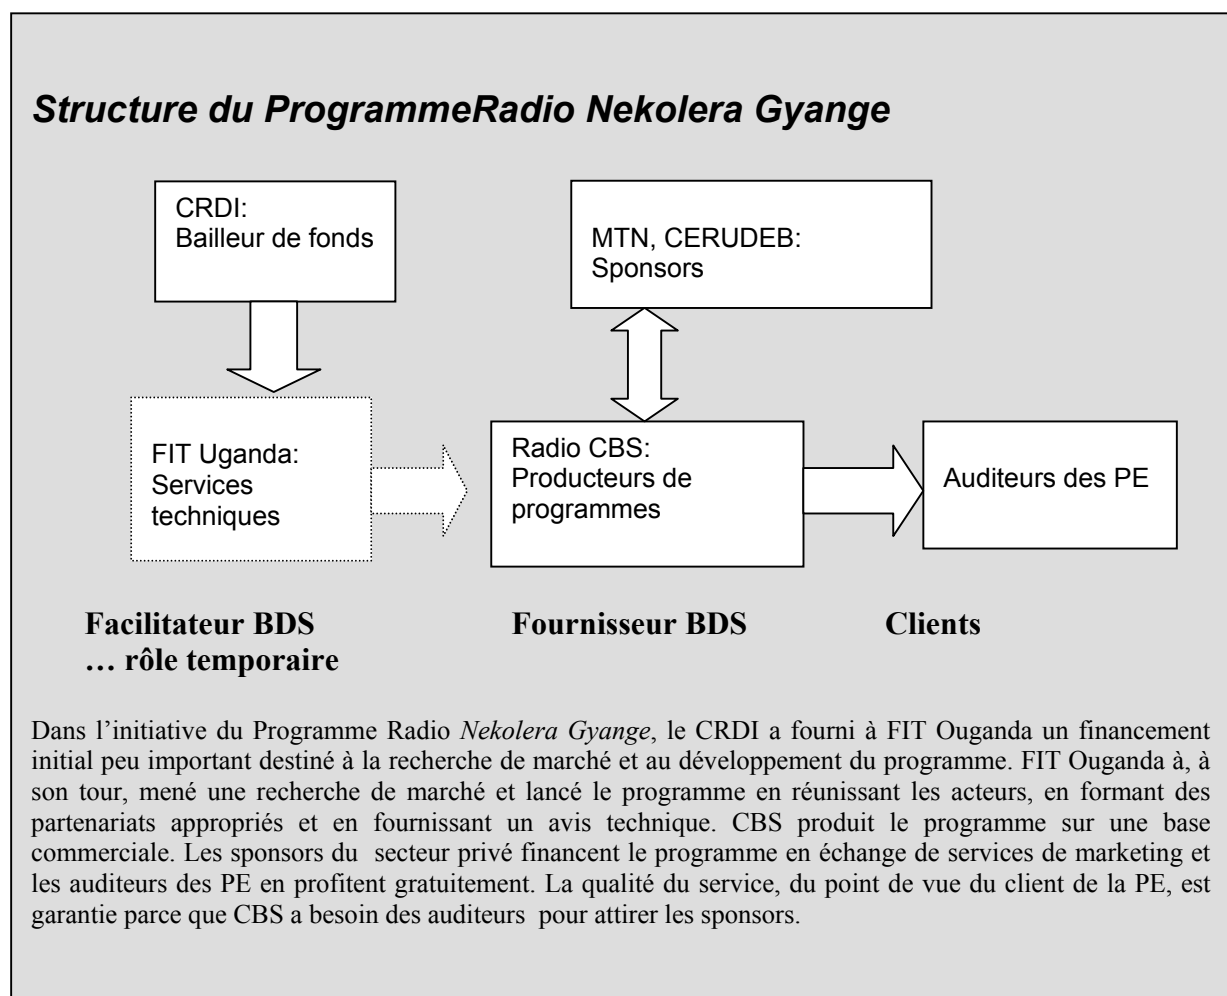 Structure du ProgrammeRadio Nekolera Gyange
CRDI:
Bailleur de fonds
MTN, CERUDEB:
Sponsors
FIT Uganda:
Services
techniques
Radio CBS:
Producteurs de
programmes
Auditeurs des PE
Facilitateur BDS
… rôle temporaire
Fournisseur BDS
Clients
Dans l’initiative du Programme Radio Nekolera Gyange, le CRDI a fourni à FIT Ouganda un financement
initial peu important destiné à la recherche de marché et au développement du programme. FIT Ouganda à, à
son tour, mené une recherche de marché et lancé le programme en réunissant les acteurs, en formant des
partenariats appropriés et en fournissant un avis technique. CBS produit le programme sur une base
commerciale. Les sponsors du secteur privé financent le programme en échange de services de marketing et
les auditeurs des PE en profitent gratuitement. La qualité du service, du point de vue du client de la PE, est
garantie parce que CBS a besoin des auditeurs pour attirer les sponsors.